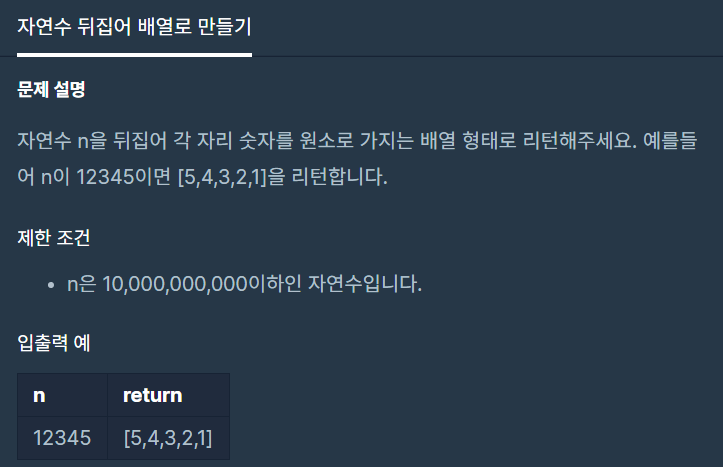 자연수 뒤집어 배열로 만들기
문제 설명
자연수 n을 뒤집어 각 자리 숫자를 원소로 가지는 배열 형태로 리턴해주세요. 예를들
어 n이 12345이면 [5,4,3,2,1]을 리턴합니다.
제한 조건
• n은 10,000,000,000이하인 자연수입니다.
입출력 예
n return
12345 [5,4,3,2,1]